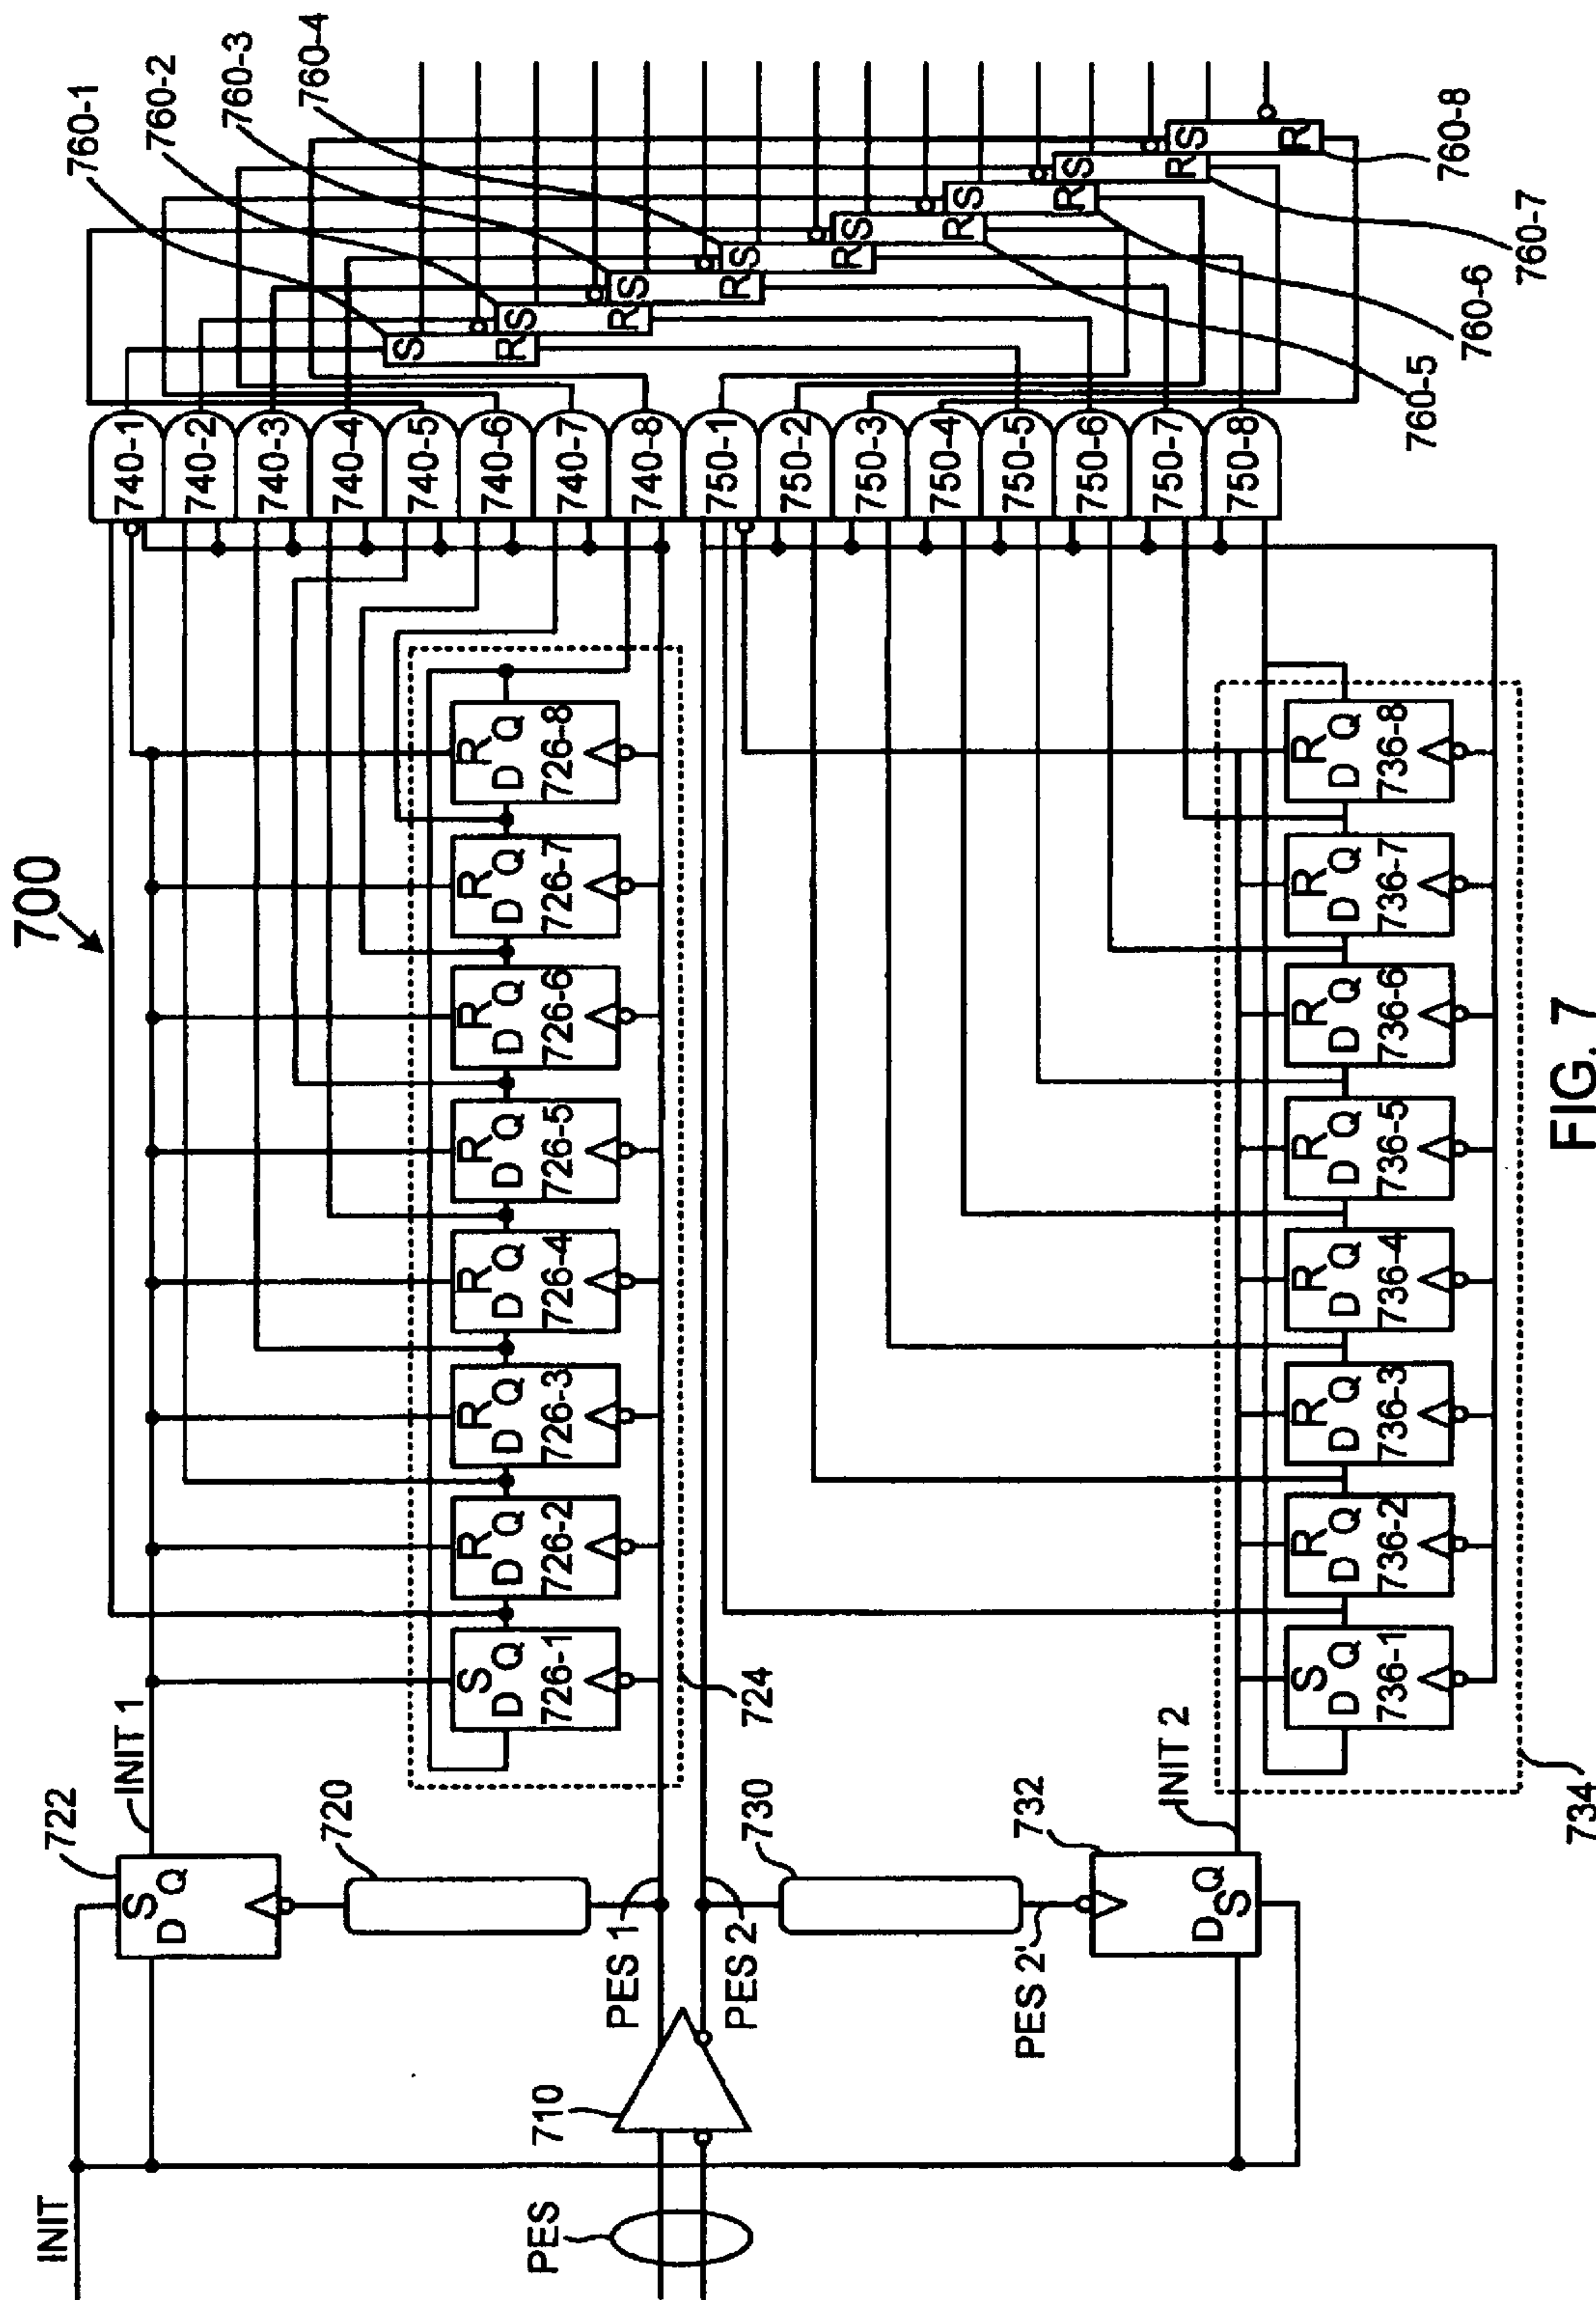 700
INIT
722
S
D Q
INIT 1
720
PES
710
PES 1
PES 2
724
S
D Q
726-1
R
D Q
726-2
R
D Q
726-3
R
D Q
726-4
R
D Q
726-5
R
D Q
726-6
R
D Q
726-7
R
D Q
726-8
730
PES 2'
732
D Q
S
INIT 2
734
S
D Q
736-1
R
D Q
736-2
R
D Q
736-3
R
D Q
736-4
R
D Q
736-5
R
D Q
736-6
R
D Q
736-7
R
D Q
736-8
740-1
740-2
740-3
740-4
740-5
740-6
740-7
740-8
750-1
750-2
750-3
750-4
750-5
750-6
750-7
750-8
760-1
760-2
760-3
760-4
S R
S R
S R
S R
S R
S R
S R
S R
760-5
760-6
760-7
760-8
FIG. 7